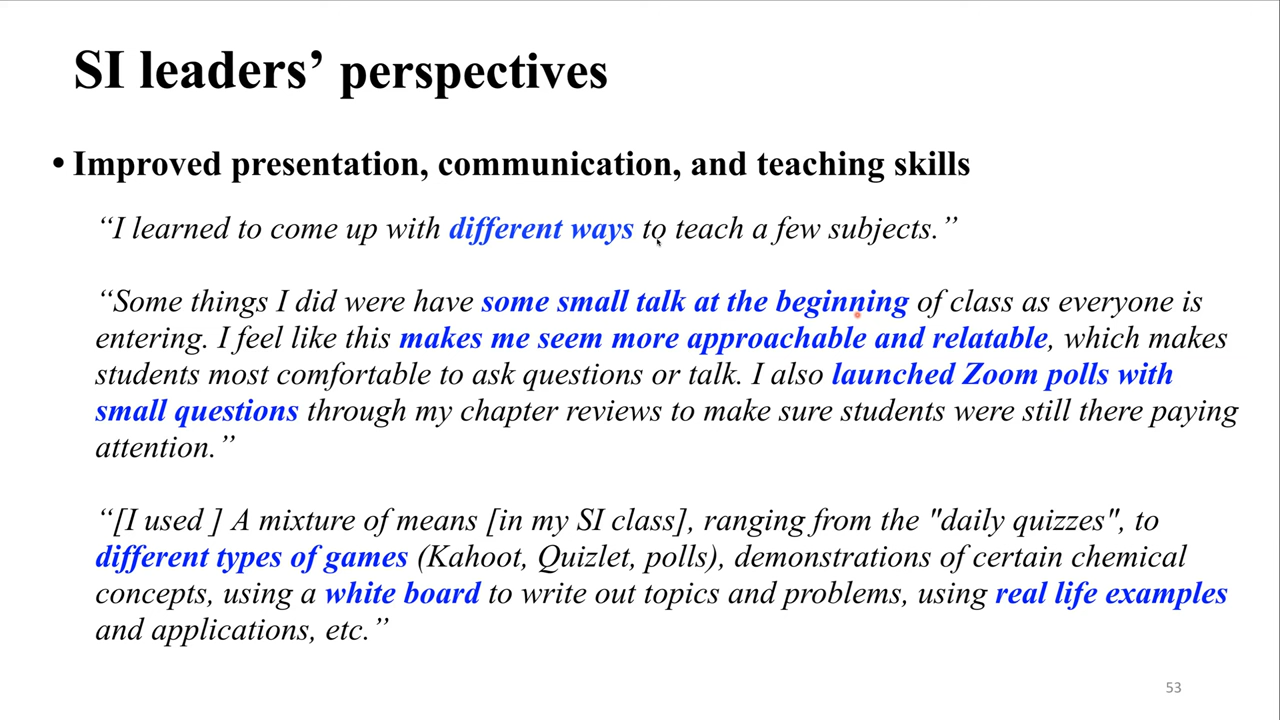 SI leaders’ perspectives
• Improved presentation, communication, and teaching skills
“I learned to come up with different ways to teach a few subjects.”
“Some things I did were have some small talk at the beginning of class as everyone is
entering. I feel like this makes me seem more approachable and relatable, which makes
students most comfortable to ask questions or talk. I also launched Zoom polls with
small questions through my chapter reviews to make sure students were still there paying
attention.”
“[I used ] A mixture of means [in my SI class], ranging from the "daily quizzes", to
different types of games (Kahoot, Quizlet, polls), demonstrations of certain chemical
concepts, using a white board to write out topics and problems, using real life examples
and applications, etc.”
53